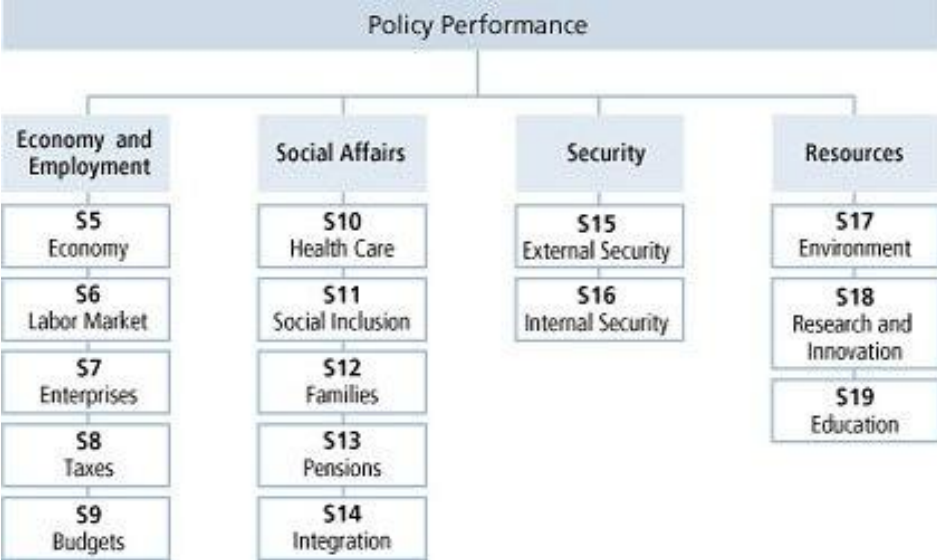 Policy Performance
Economy and
Employment
S5
Economy
S6
Labor Market
S7
Enterprises
S8
Taxes
S9
Budgets
Social Affairs
S10
Health Care
S11
Social Inclusion
S12
Families
S13
Pensions
S14
Integration
Security
S15
External Security
S16
Internal Security
Resources
S17
Environment
S18
Research and
Innovation
S19
Education